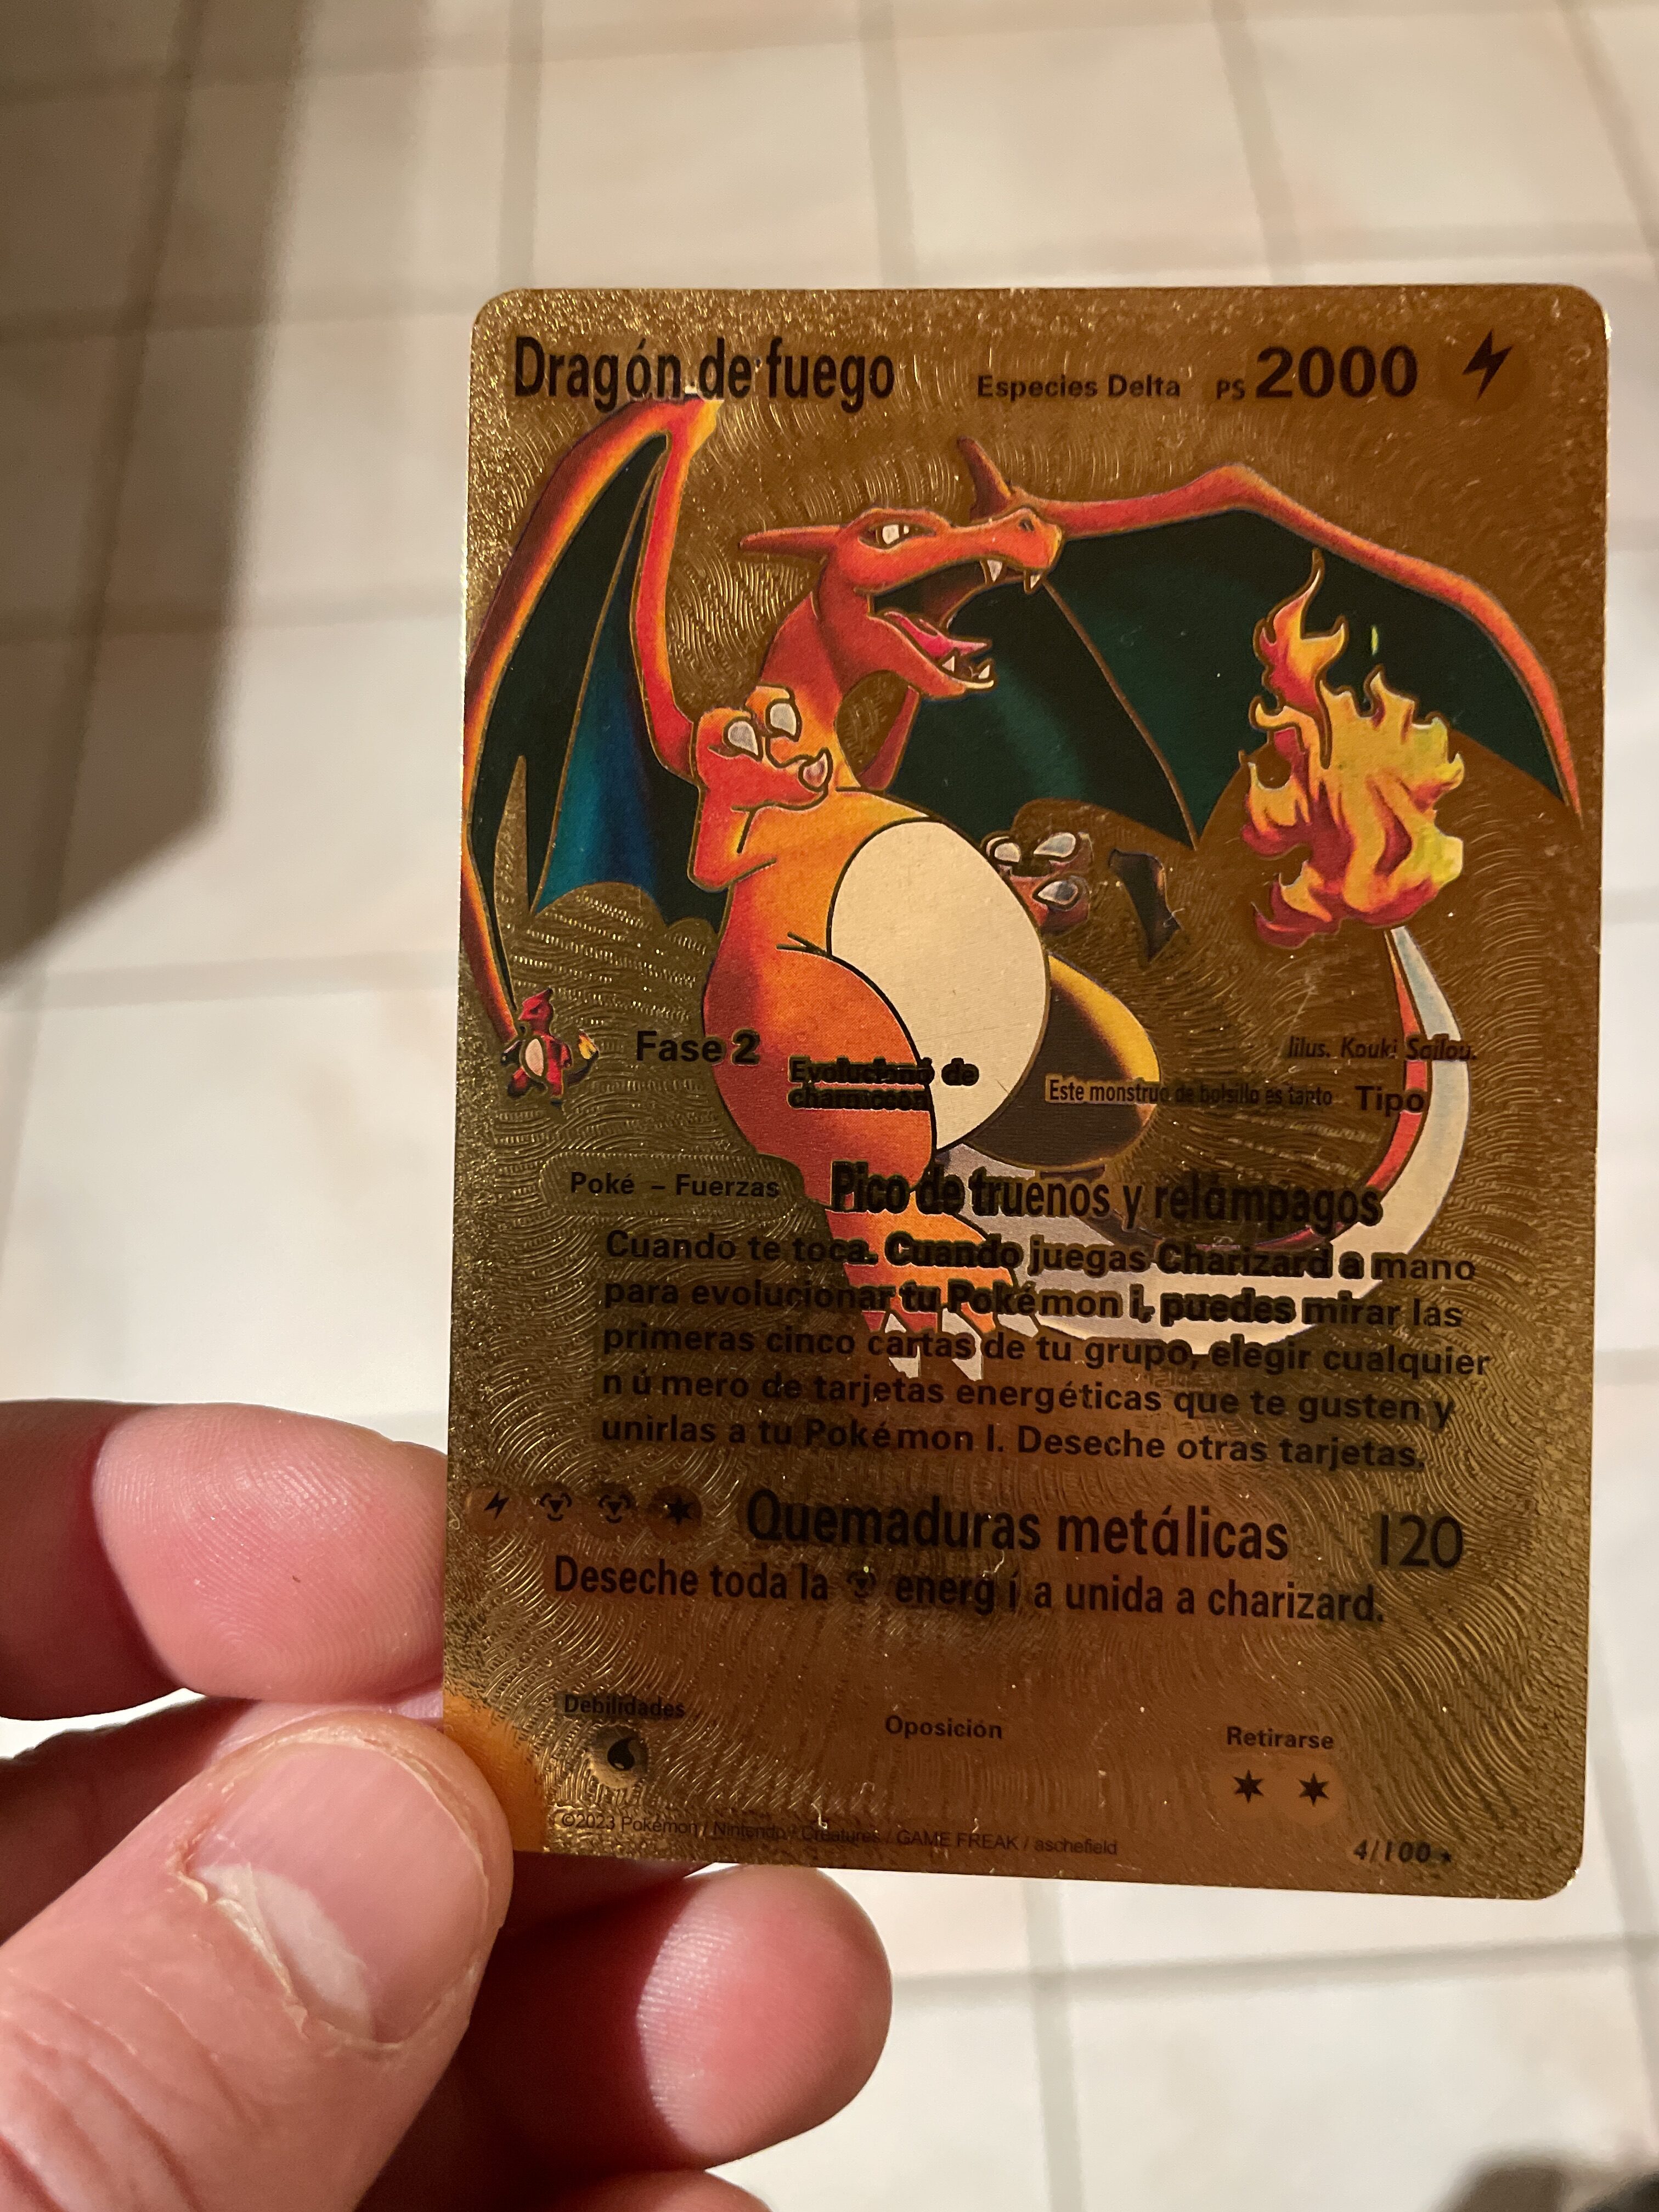 Dragón de fuego Especies Delta PS 2000
Fase 2
Evolucionó de
charmeeon
Illus. Kouki Saitou.
Este monstruo de bolsillo es tanto Tipo
Poké – Fuerzas Pico de truenos y relámpagos
Cuando te toca. Cuando juegas Charizard a mano
para evolucionar tu Pokémon i, puedes mirar las
primeras cinco cartas de tu grupo, elegir cualquier
n ú mero de tarjetas energéticas que te gusten y
unirlas a tu Pokémon I. Deseche otras tarjetas.
Quemaduras metálicas 120
Deseche toda la energ í a unida a charizard.
Debilidades Oposición Retirarse
©2023 Pokémon / Nintendo / Creatures / GAME FREAK / aschefield
4/100